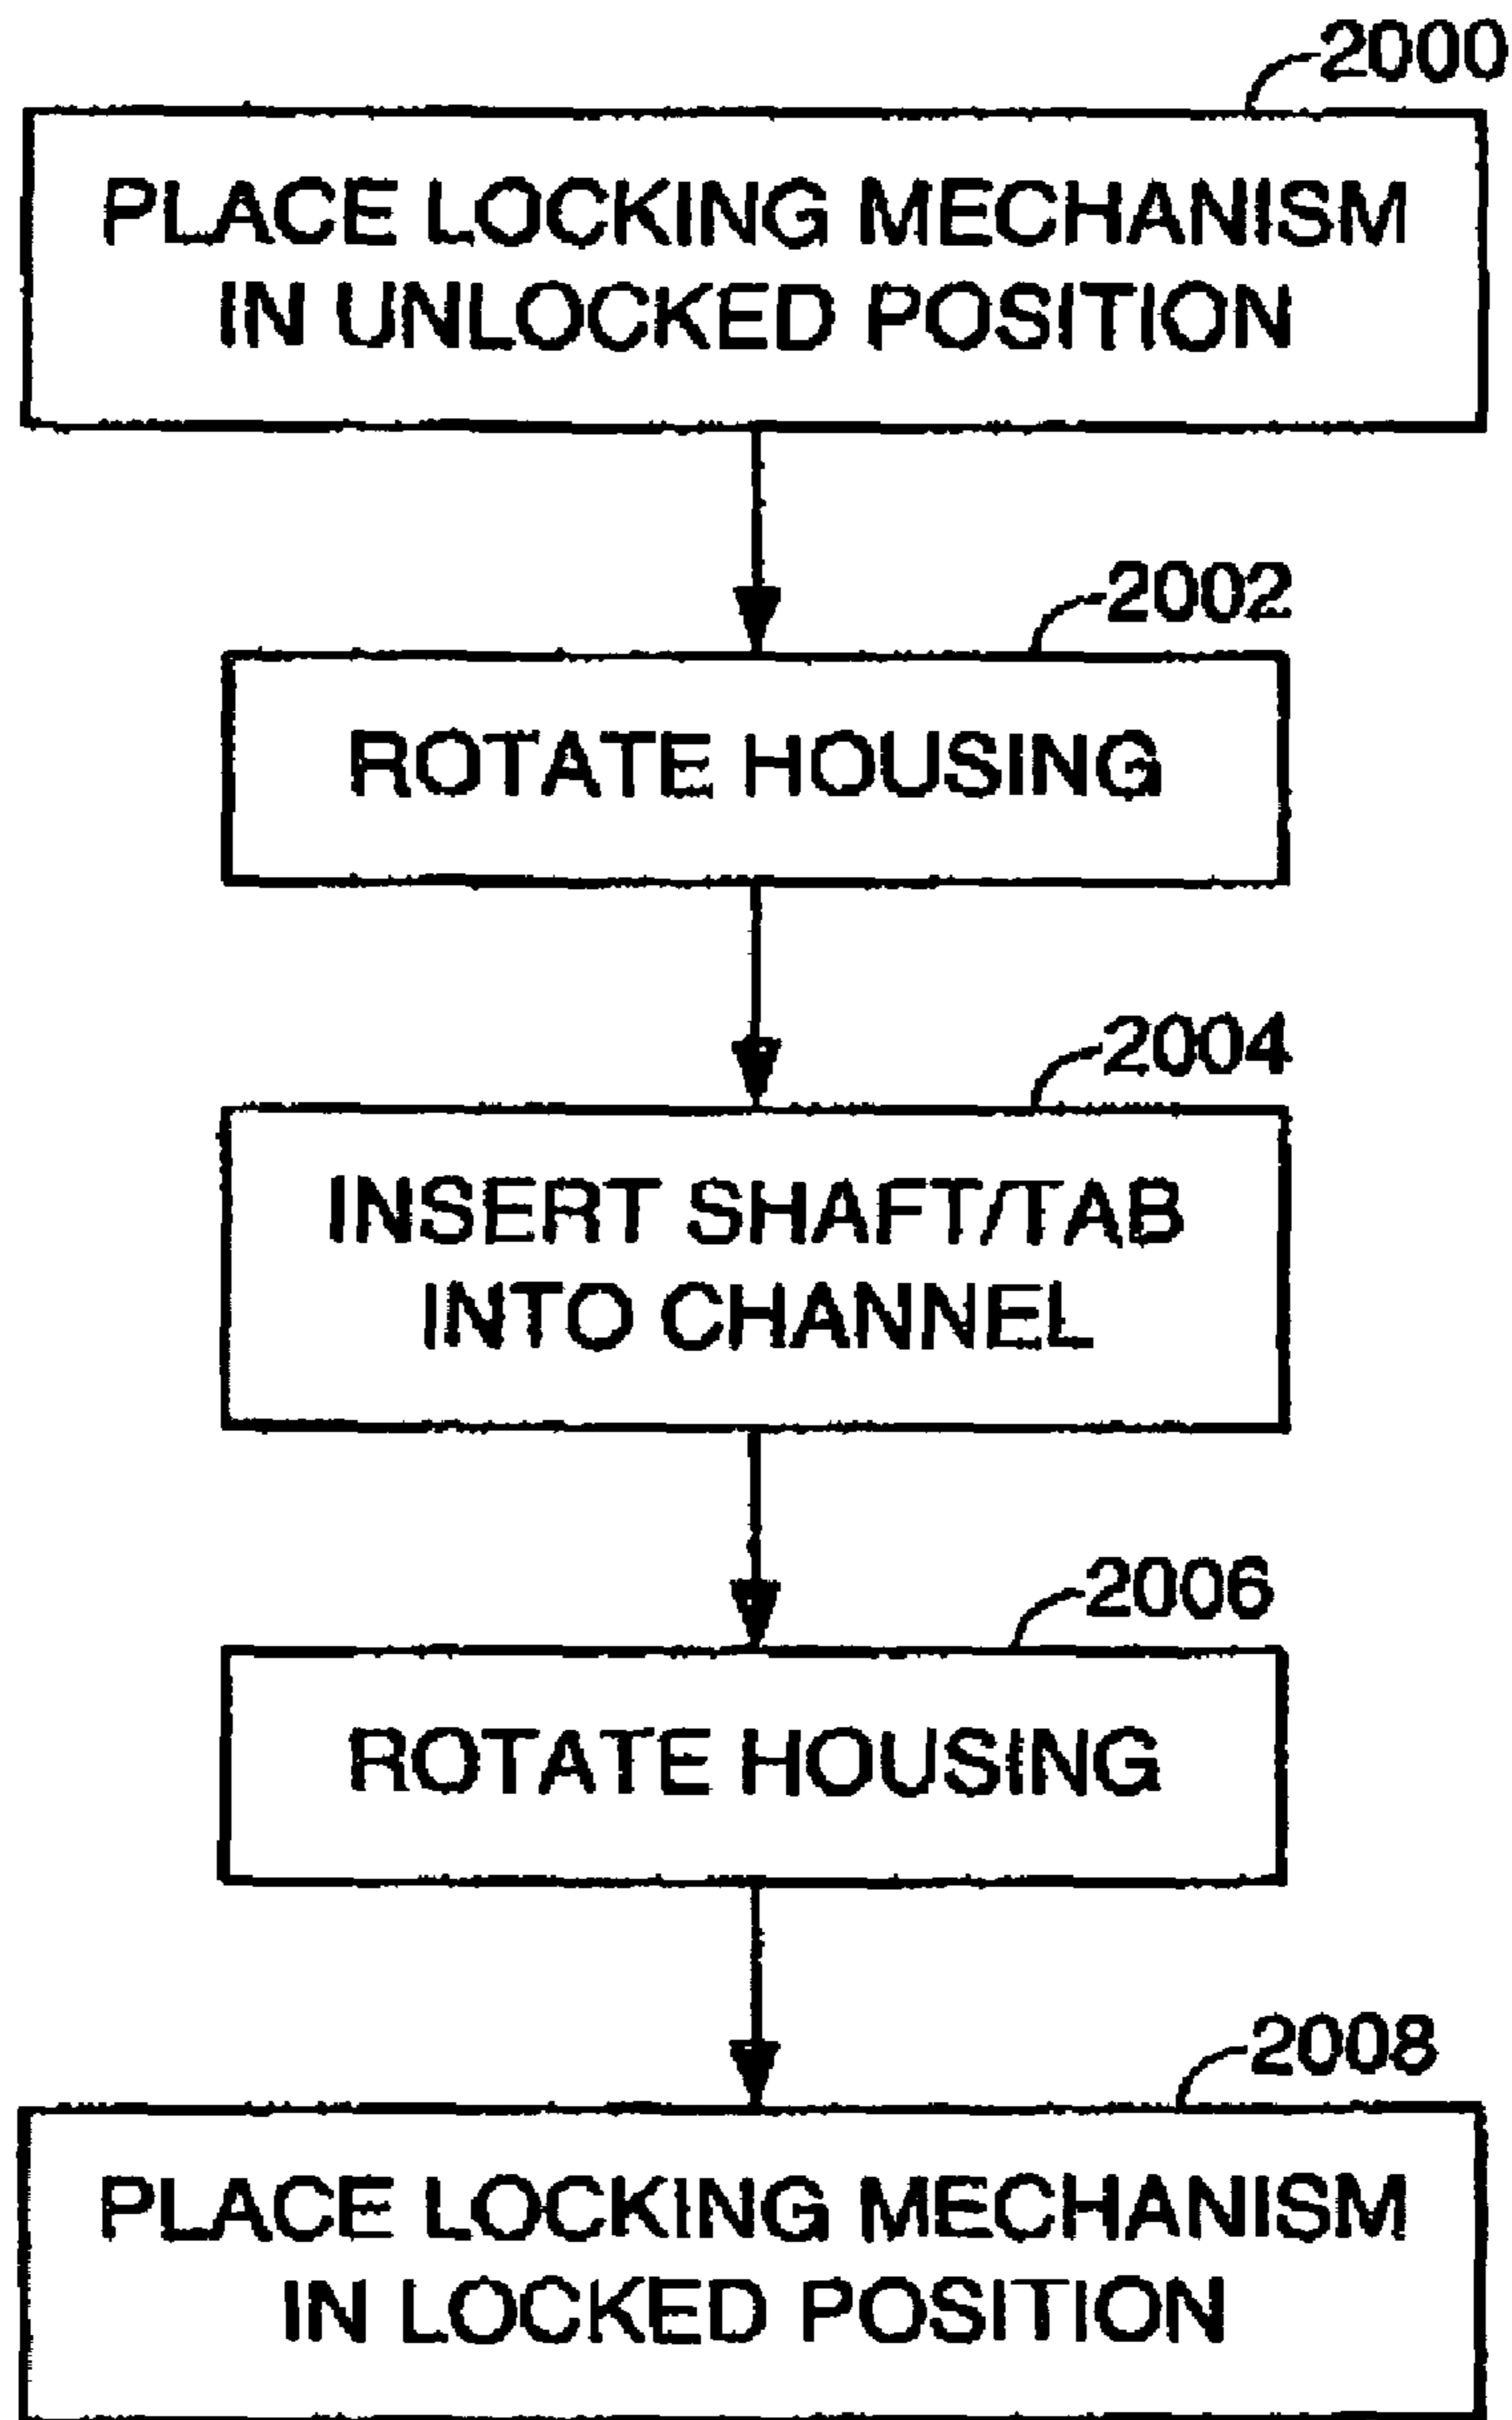 2000
PLACE LOCKING MECHANISM
IN UNLOCKED POSITION
2002
ROTATE HOUSING
2004
INSERT SHAFT/TAB
INTO CHANNEL
2006
ROTATE HOUSING
2008
PLACE LOCKING MECHANISM
IN LOCKED POSITION